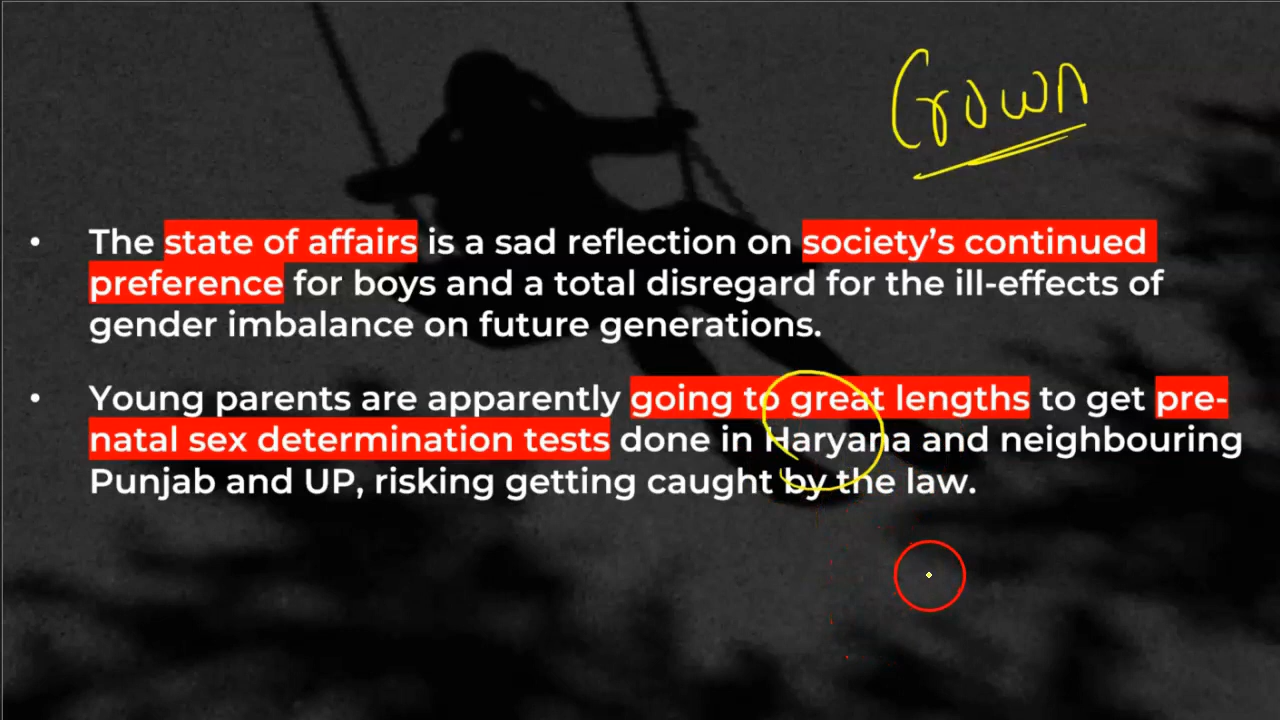 Grown
• The state of affairs is a sad reflection on society’s continued
preference for boys and a total disregard for the ill-effects of
gender imbalance on future generations.
• Young parents are apparently going to great lengths to get pre-
natal sex determination tests done in Haryana and neighbouring
Punjab and UP, risking getting caught by the law.